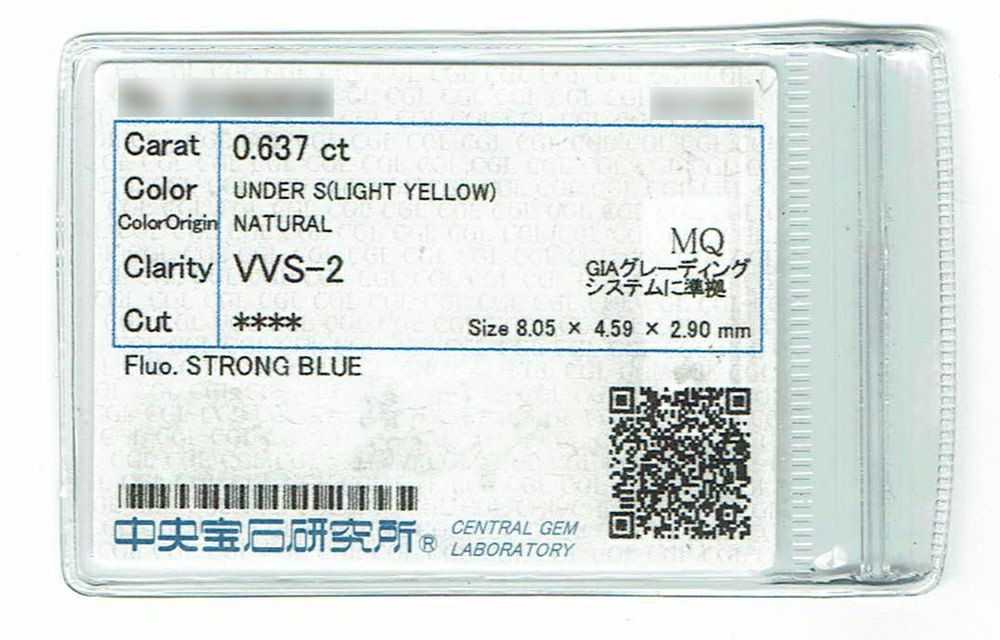 Carat 0.637 ct
Color UNDER S(LIGHT YELLOW)
ColorOrigin NATURAL
Clarity VVS-2
MQ
GIAグレーディング
システムに準拠
Cut ****
Size 8.05 × 4.59 × 2.90 mm
Fluo. STRONG BLUE
中央宝石研究所®
CENTRAL GEM
LABORATORY